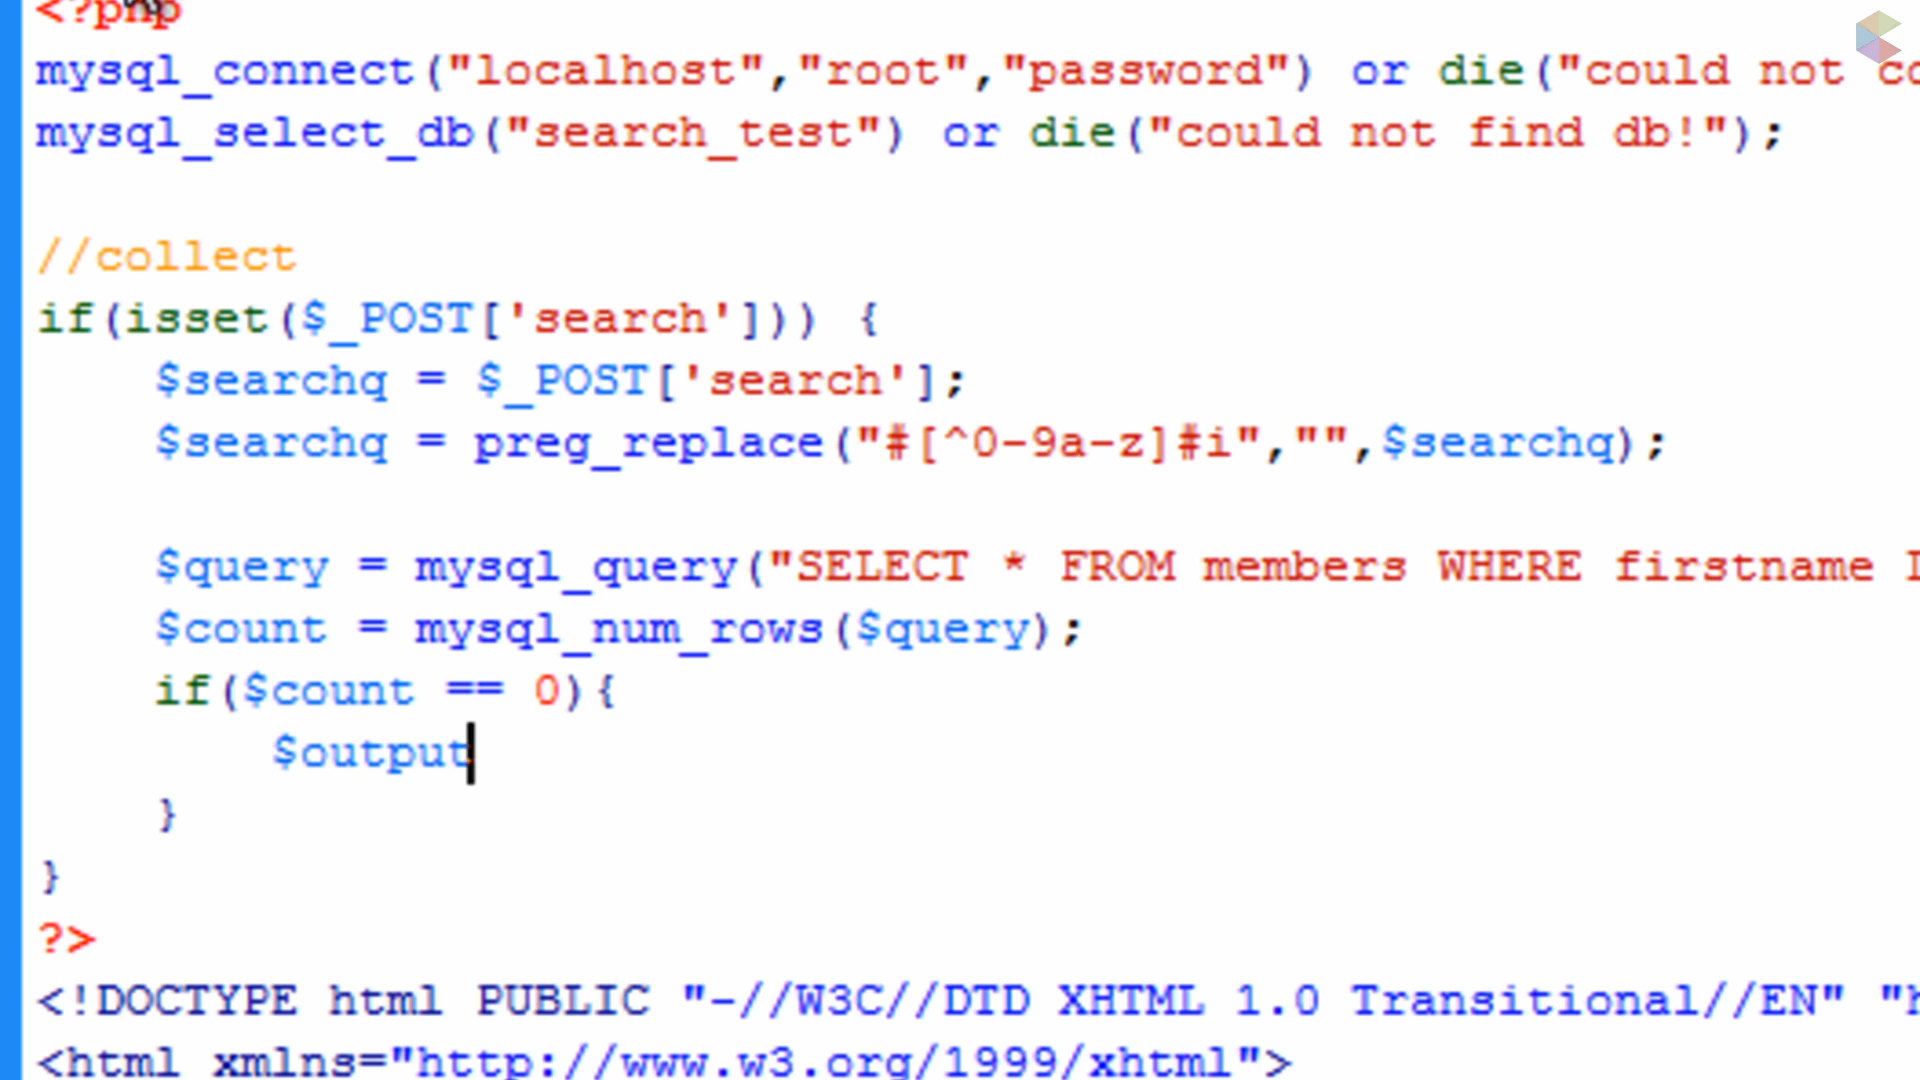 <?php
mysql_connect("localhost","root","password") or die("could not
mysql_select_db("search_test") or die("could not find db!");
//collect
if(isset($_POST['search'])) {
$searchq = $_POST['search'];
$searchq = preg_replace("#[^0-9a-z]#i","",$searchq);
$query = mysql_query("SELECT * FROM members WHERE firstname
$count = mysql_num_rows($query);
if($count == 0){
$output
}
}
?>
<!DOCTYPE html PUBLIC "-//W3C//DTD XHTML 1.0 Transitional//EN"
<html xmlns="http://www.w3.org/1999/xhtml">